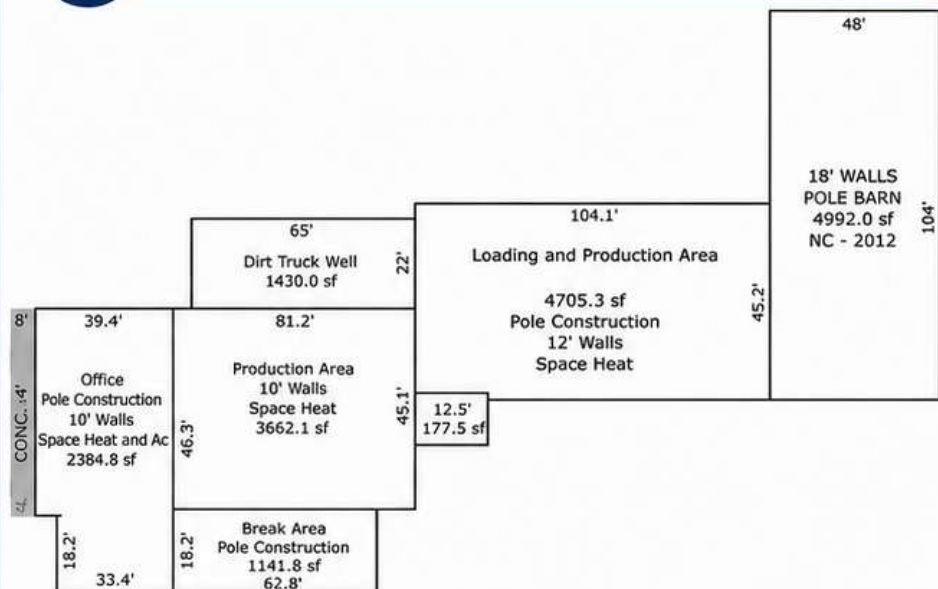 48'
18' WALLS
POLE BARN
4992.0 sf
NC - 2012
104'
104.1'
Loading and Production Area
4705.3 sf
Pole Construction
12' Walls
Space Heat
45.2'
65'
Dirt Truck Well
1430.0 sf
22'
8'
CONC.
39.4'
Office
Pole Construction
10' Walls
Space Heat and Ac
2384.8 sf
46.3'
81.2'
Production Area
10' Walls
Space Heat
3662.1 sf
45.1'
12.5'
177.5 sf
18.2'
33.4'
18.2'
Break Area
Pole Construction
1141.8 sf
62.8'